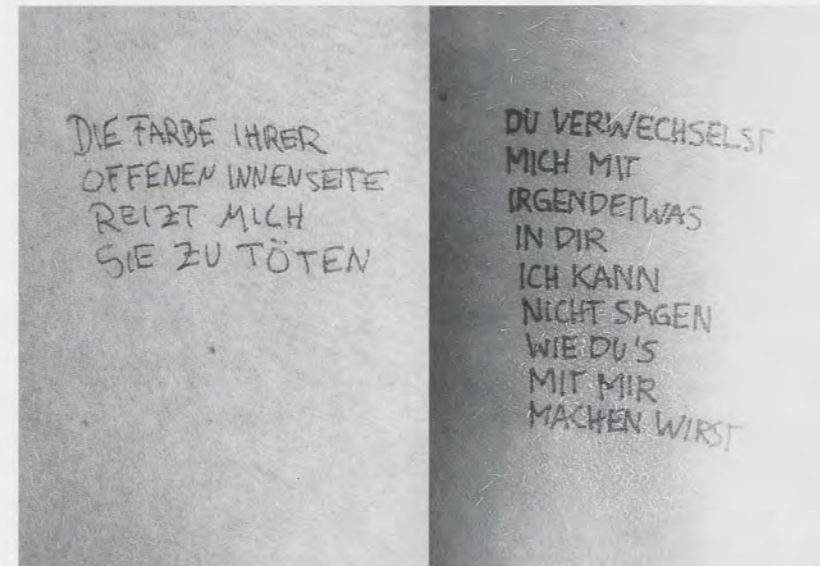 DIE FARBE IHRER
OFFENEN INNENSEITE
REIZT MICH
SIE ZU TÖTEN
DU VERWECHSELST
MICH MIT
IRGENDETWAS
IN DIR
ICH KANN
NICHT SAGEN
WIE DU'S
MIT MIR
MACHEN WIRST